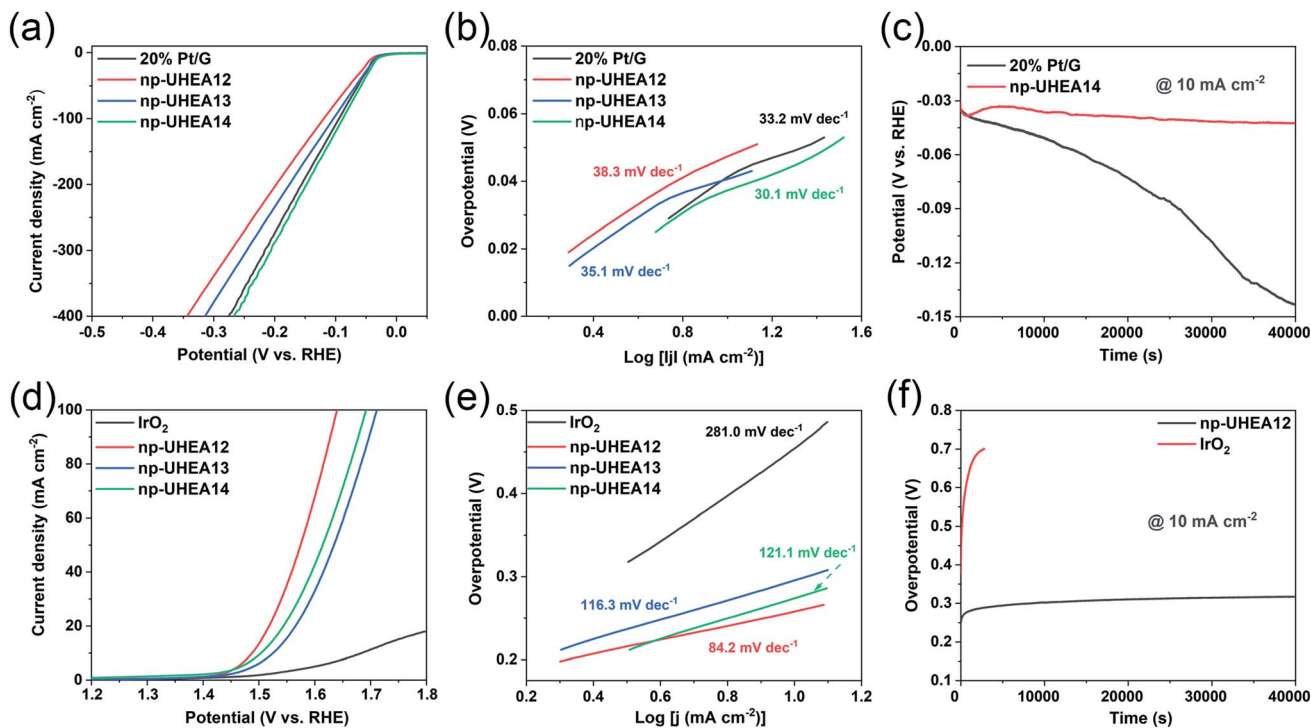 (a)
20% Pt/G
np-UHEA12
np-UHEA13
np-UHEA14
0
-100
-200
-300
-400
-0.5
-0.4
-0.3
-0.2
-0.1
0.0
Current density (mA cm⁻²)
Potential (V vs. RHE)
(b)
20% Pt/G
np-UHEA12
np-UHEA13
np-UHEA14
33.2 mV dec⁻¹
38.3 mV dec⁻¹
30.1 mV dec⁻¹
35.1 mV dec⁻¹
0.08
0.06
0.04
0.02
0.00
0.4
0.8
1.2
1.6
Overpotential (V)
Log [|j| (mA cm⁻²)]
(c)
20% Pt/G
np-UHEA14
@ 10 mA cm⁻²
-0.00
-0.03
-0.06
-0.09
-0.12
-0.15
0
10000
20000
30000
40000
Potential (V vs. RHE)
Time (s)
(d)
IrO₂
np-UHEA12
np-UHEA13
np-UHEA14
100
80
60
40
20
0
1.2
1.3
1.4
1.5
1.6
1.7
1.8
Current density (mA cm⁻²)
Potential (V vs. RHE)
(e)
IrO₂
np-UHEA12
np-UHEA13
np-UHEA14
281.0 mV dec⁻¹
121.1 mV dec⁻¹
116.3 mV dec⁻¹
84.2 mV dec⁻¹
0.5
0.4
0.3
0.2
0.2
0.4
0.6
0.8
1.0
1.2
Overpotential (V)
Log [j (mA cm⁻²)]
(f)
np-UHEA12
IrO₂
@ 10 mA cm⁻²
0.8
0.7
0.6
0.5
0.4
0.3
0.2
0.1
0
10000
20000
30000
40000
Overpotential (V)
Time (s)